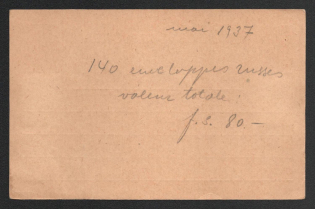 mai 1937
140 enveloppes russes
valeur totale:
f. s. 80.-